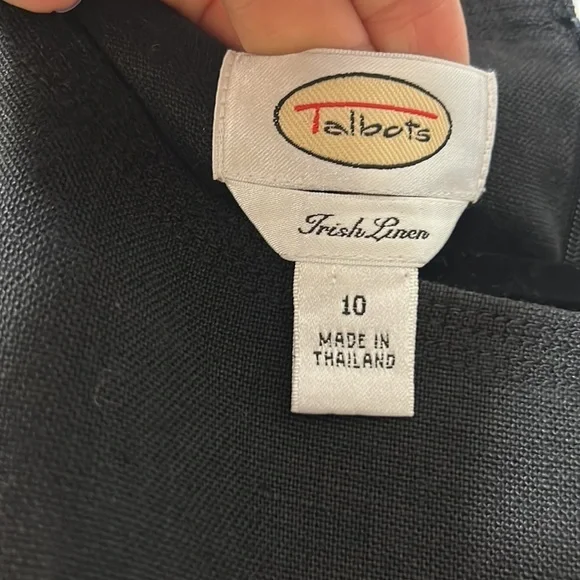 Talbots
Irish Linen
10
MADE IN
THAILAND